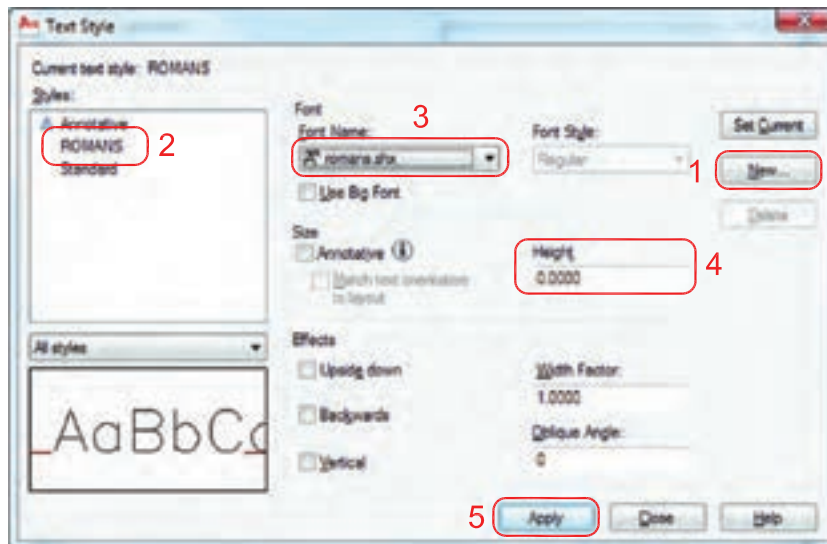 Text Style
Current text style: ROMANS
Styles:
Annotative
ROMANS
Standard
2
All styles
AaBbCc
Font
Font Name:
3
romans.shx
Use Big Font
Font Style:
Regular
Size
Annotative
Match text orientation
to layout
Height
0.0000
4
Effects
Upside down
Backwards
Vertical
Width Factor:
1.0000
Oblique Angle:
0
Set Current
1
New...
Delete
5
Apply
Close
Help